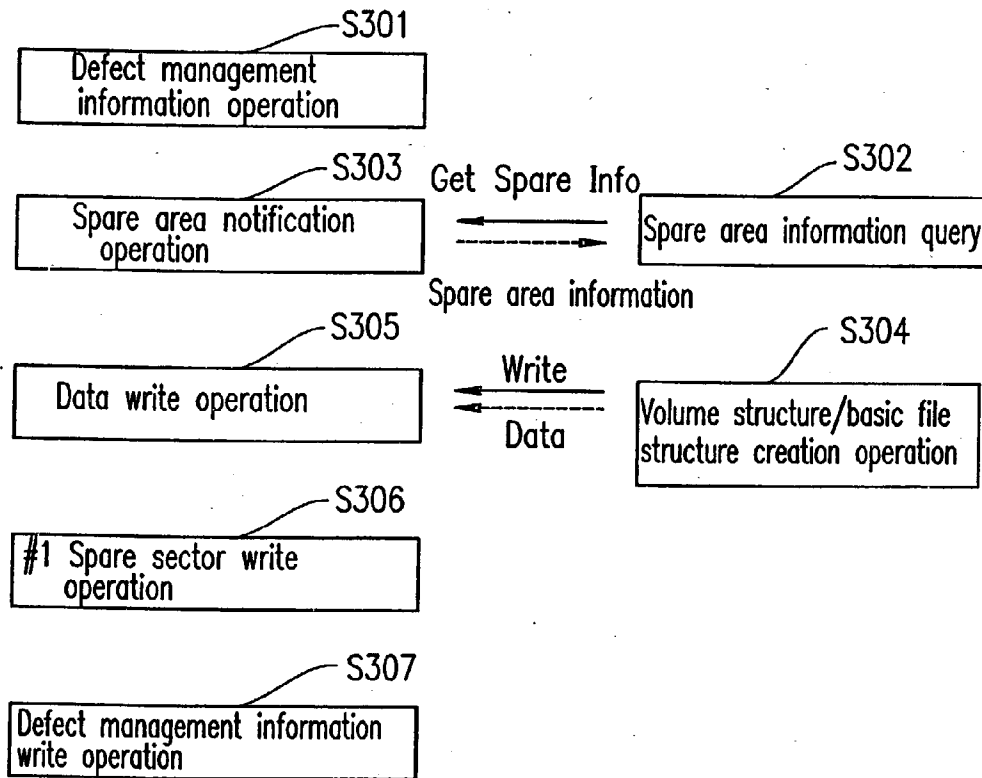 S301
Defect management
information operation
S303
Get Spare Info
S302
Spare area notification
operation
Spare area information query
Spare area information
S305
S304
Data write operation
Write
Data
Volume structure/basic file
structure creation operation
S306
#1 Spare sector write
operation
S307
Defect management information
write operation